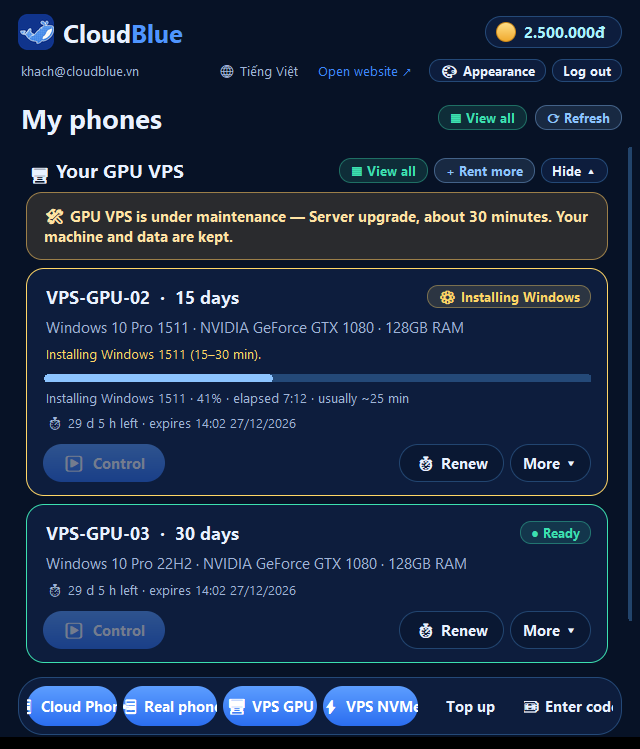 CloudBlue
2.500.000đ
khach@cloudblue.vn
Tiếng Việt
Open website ↗
Appearance
Log out
My phones
View all
Refresh
Your GPU VPS
View all
+ Rent more
Hide ▲
GPU VPS is under maintenance — Server upgrade, about 30 minutes. Your
machine and data are kept.
VPS-GPU-02 · 15 days
Installing Windows
Windows 10 Pro 1511 · NVIDIA GeForce GTX 1080 · 128GB RAM
Installing Windows 1511 (15–30 min).
Installing Windows 1511 · 41% · elapsed 7:12 · usually ~25 min
29 d 5 h left · expires 14:02 27/12/2026
Control
Renew
More ▼
VPS-GPU-03 · 30 days
● Ready
Windows 10 Pro 22H2 · NVIDIA GeForce GTX 1080 · 128GB RAM
29 d 5 h left · expires 14:02 27/12/2026
Control
Renew
More ▼
Cloud Phon
Real phone
VPS GPU
VPS NVMe
Top up
Enter code